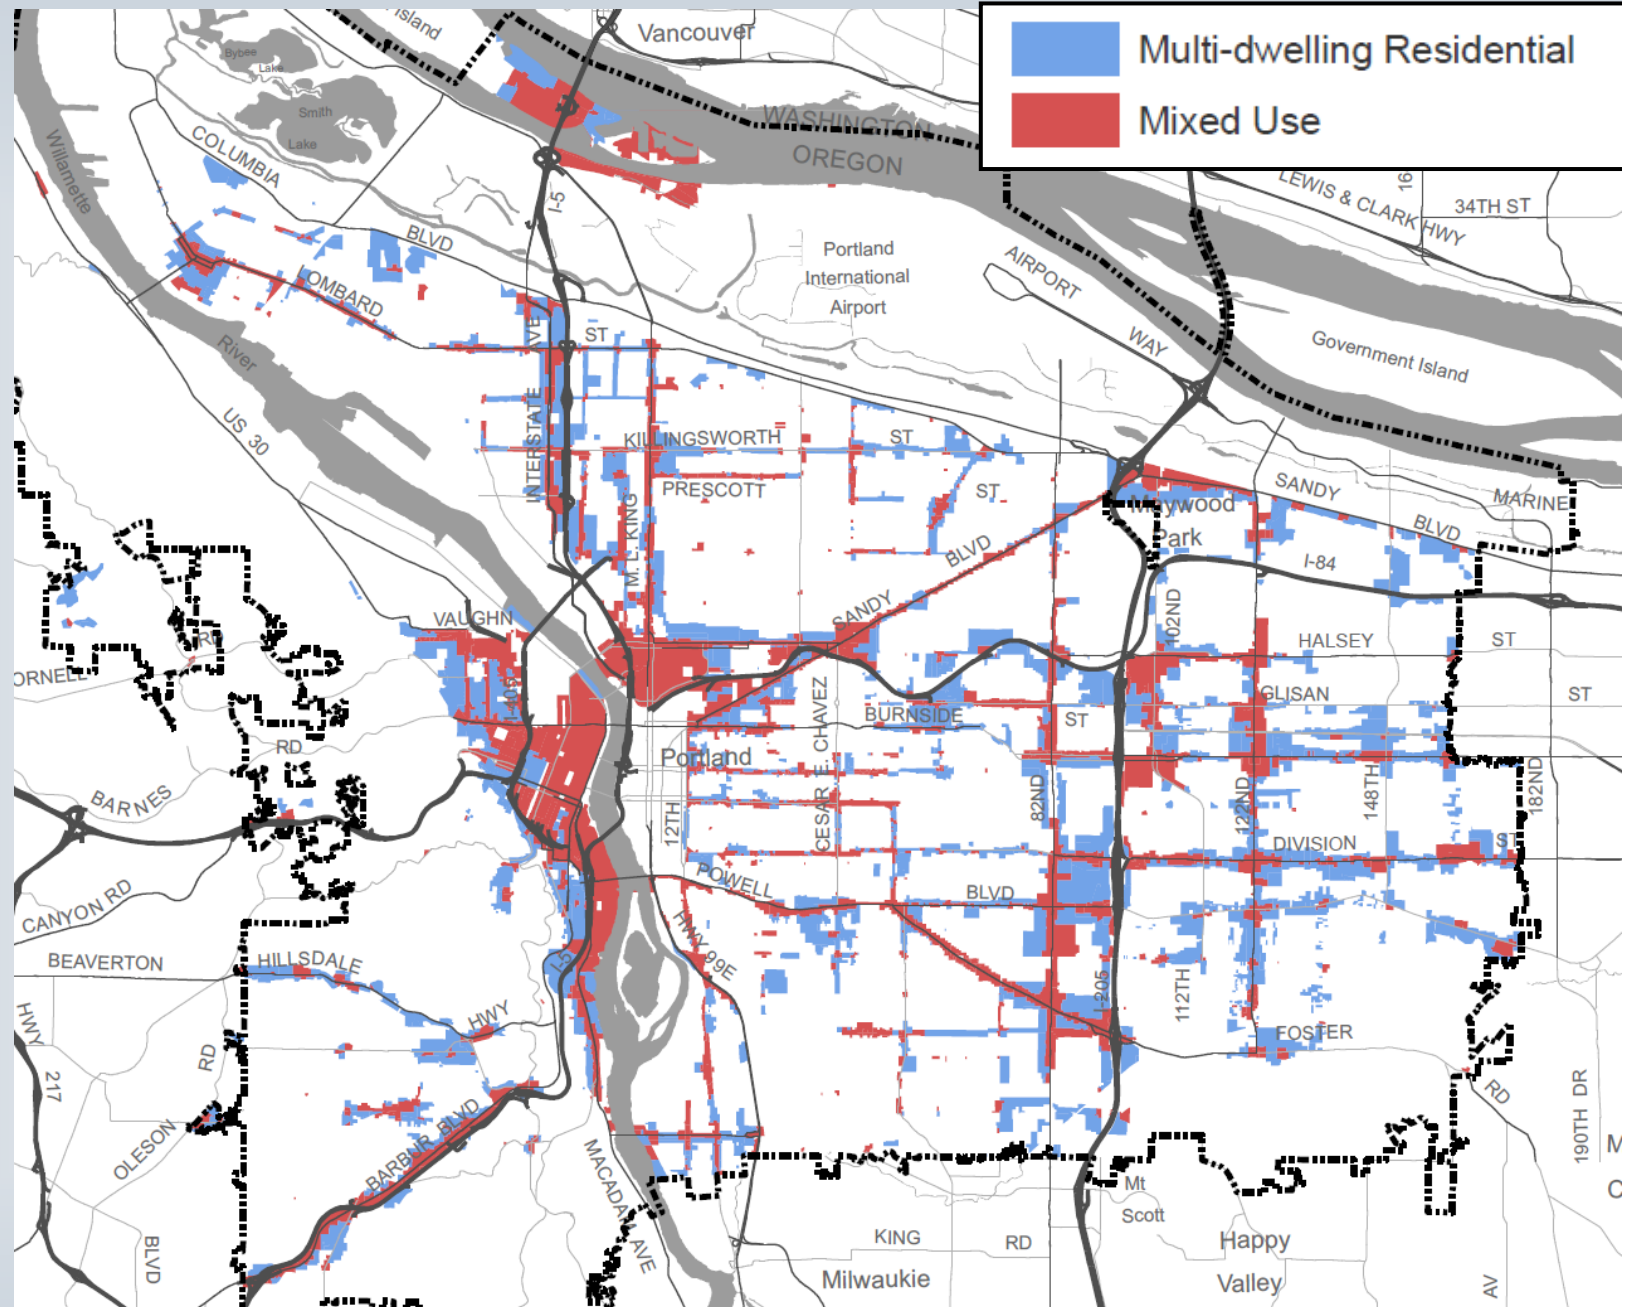 Multi-dwelling Residential
Mixed Use
Island
Vancouver
Bybee
Lake
Smith
Lake
COLUMBIA
BLVD
Willamette
WASHINGTON
OREGON
I-5
LEWIS & CLARK HWY
34TH ST
Portland
International
Airport
AIRPORT
WAY
Government Island
LOMBARD
ST
AVE
INTERSTATE
River
US 30
KILLINGSWORTH
ST
PRESCOTT
ST
M. L. KING
SANDY
BLVD
Maywood
Park
SANDY
BLVD
MARINE
I-84
VAUGHN
RD
I-405
102ND
HALSEY
ST
GLISAN
ST
BURNSIDE
ST
RD
BARNES
Portland
CESAR E. CHAVEZ
12TH
82ND
122ND
148TH
182ND
DIVISION
ST
POWELL
BLVD
CANYON RD
BEAVERTON
HILLSDALE
HWY
I-5
HWY 99E
I-205
112TH
FOSTER
RD
HWY
217
RD
OLESON
BARBUR BLVD
MACADAM AVE
BLVD
190TH DR
Mt
Scott
KING
RD
Milwaukie
Happy
Valley
AV